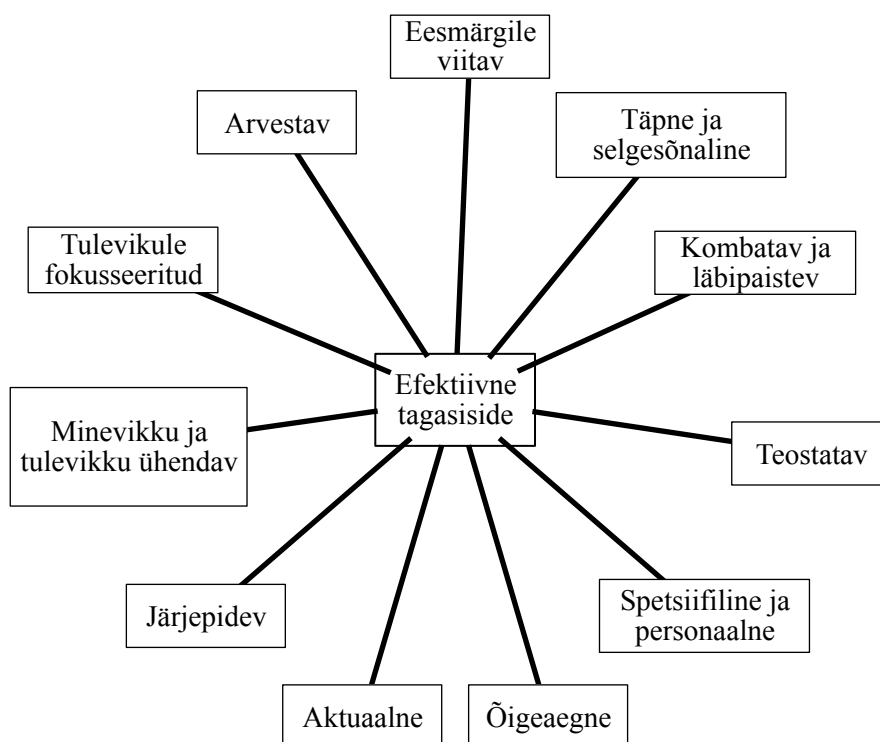 Eesmärgile
viitav
Arvestav
Täpne ja
selgesõnaline
Tulevikule
fokusseeritud
Kombatav ja
läbipaistev
Efektiivne
tagasiside
Minevikku ja
tulevikku ühendav
Teostatav
Järjepidev
Spetsiifiline ja
personaalne
Aktuaalne
Õigeaegne